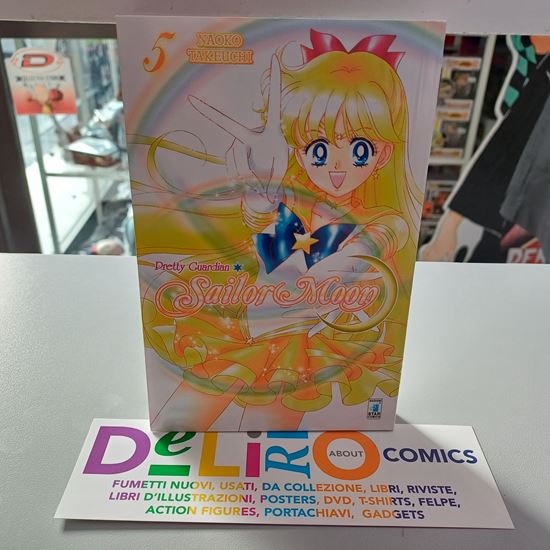 5
NAOKO
TAKEUCHI
Pretty Guardian
Sailor Moon
STAR
COMICS
DeLiRiO
ABOUT
COMICS
FUMETTI NUOVI, USATI, DA COLLEZIONE, LIBRI, RIVISTE,
LIBRI D'ILLUSTRAZIONI, POSTERS, DVD, T-SHIRTS, FELPE,
ACTION FIGURES, PORTACHIAVI, GADGETS